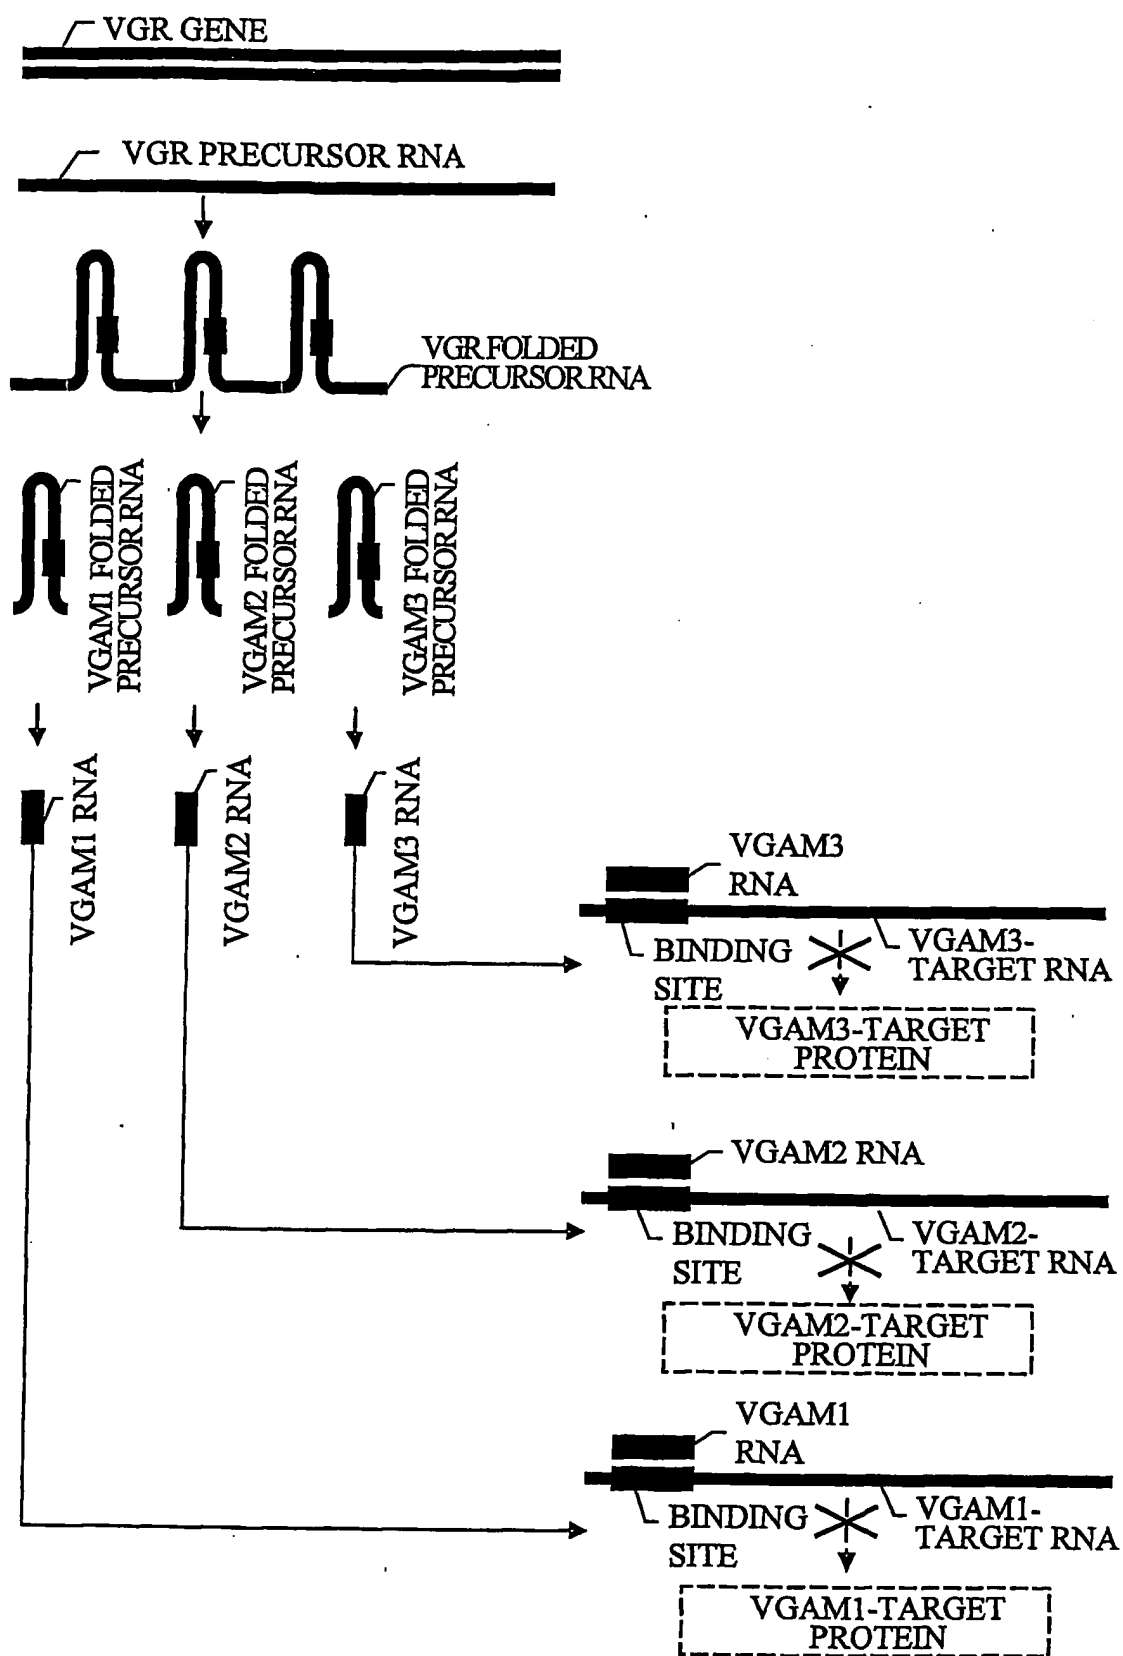 VGR GENE
VGR PRECURSOR RNA
VGR FOLDED
PRECURSOR RNA
VGAM1 FOLDED
PRECURSOR RNA
VGAM2 FOLDED
PRECURSOR RNA
VGAM3 FOLDED
PRECURSOR RNA
VGAM1 RNA
VGAM2 RNA
VGAM3 RNA
VGAM3
RNA
BINDING
SITE
VGAM3-
TARGET RNA
VGAM3-TARGET
PROTEIN
VGAM2 RNA
BINDING
SITE
VGAM2-
TARGET RNA
VGAM2-TARGET
PROTEIN
VGAM1
RNA
BINDING
SITE
VGAM1-
TARGET RNA
VGAM1-TARGET
PROTEIN